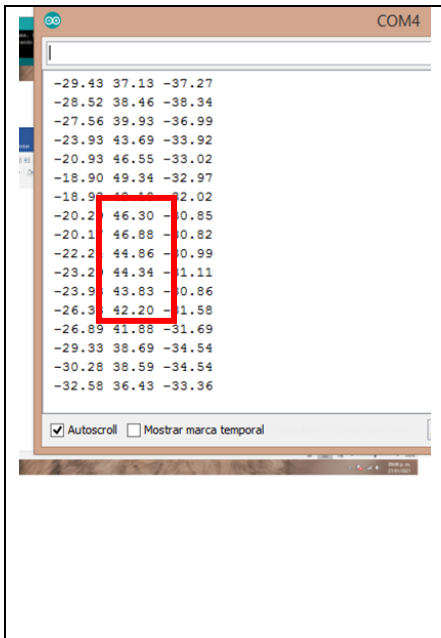 COM4
-29.43 37.13 -37.27
-28.52 38.46 -38.34
-27.56 39.93 -36.99
-23.93 43.69 -33.92
-20.93 46.55 -33.02
-18.90 49.34 -32.97
46.30
46.88
44.86
44.34
43.83
42.20
-26.89 41.88 -31.69
-29.33 38.69 -34.54
-30.28 38.59 -34.54
-32.58 36.43 -33.36
Autoscroll Mostrar marca temporal